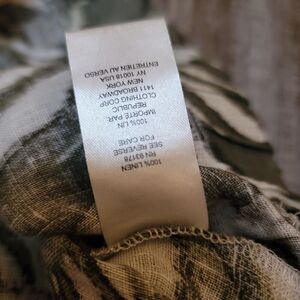 100% LINEN
RN 93178
SEE REVERSE
FOR CARE
100% LIN
IMPORTE PAR
REPUBLIC
CLOTHING CORP
1411 BROADWAY
NEW YORK
NY 10018 USA
ENTRETIEN AU VERSO